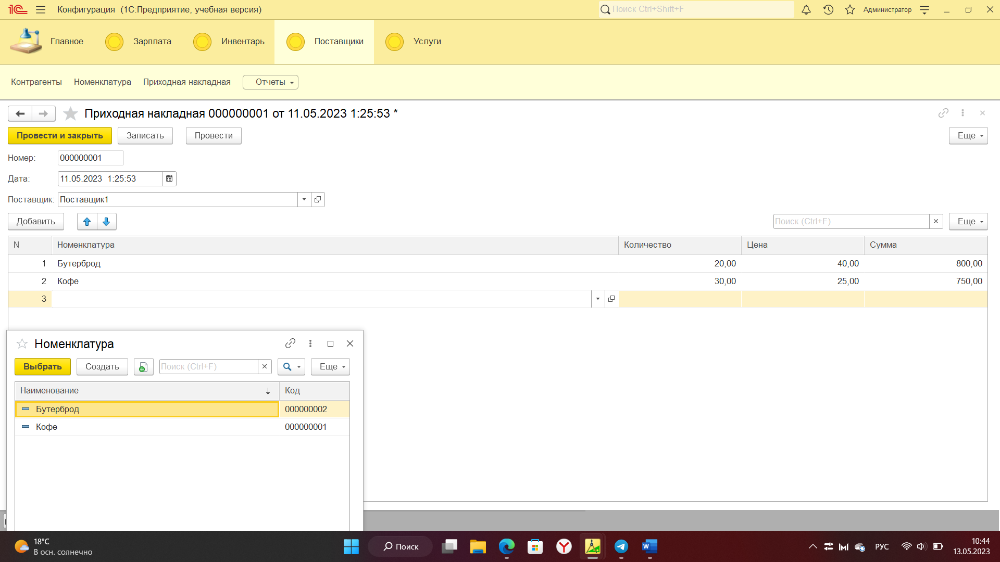 1С Конфигурация (1С:Предприятие, учебная версия) Поиск Ctrl+Shift+F Администратор
Главное Зарплата Инвентарь Поставщики Услуги
Контрагенты Номенклатура Приходная накладная Отчеты
Приходная накладная 000000001 от 11.05.2023 1:25:53 *
Провести и закрыть Записать Провести Еще
Номер: 000000001
Дата: 11.05.2023 1:25:53
Поставщик: Поставщик1
Добавить Поиск (Ctrl+F) Еще
N Номенклатура Количество Цена Сумма
1 Бутерброд 20,00 40,00 800,00
2 Кофе 30,00 25,00 750,00
3
Номенклатура
Выбрать Создать Поиск (Ctrl+F) Еще
Наименование Код
Бутерброд 000000002
Кофе 000000001
18°C
В осн. солнечно
Поиск
РУС
10:44
13.05.2023